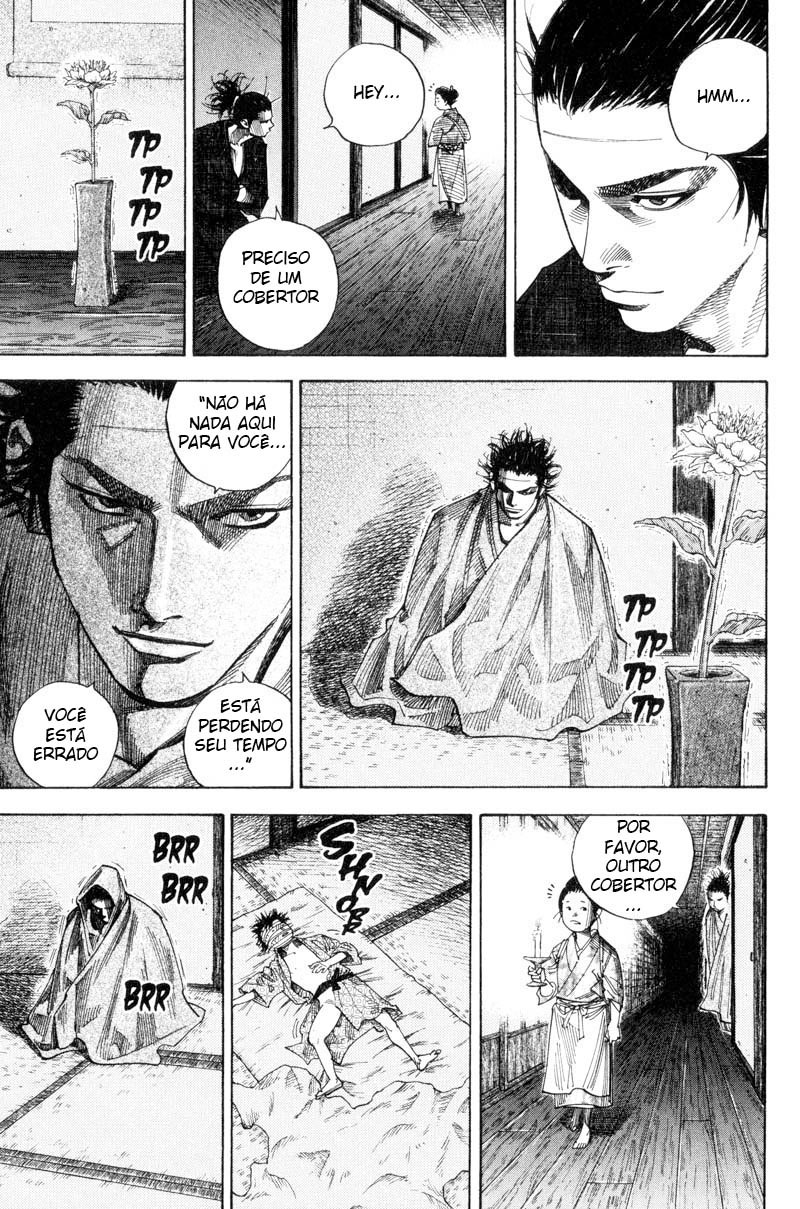 HMM...
HEY...
PRECISO
DE UM
COBERTOR
TP
TP
TP
TP
TP
TP
TP
TP
"NÃO HÁ
NADA AQUI
PARA VOCÊ...
ESTÁ
PERDENDO
SEU TEMPO
..."
VOCÊ
ESTÁ
ERRADO
POR
FAVOR,
OUTRO
COBERTOR
...
SHNORK
BRR
BRR
BRR